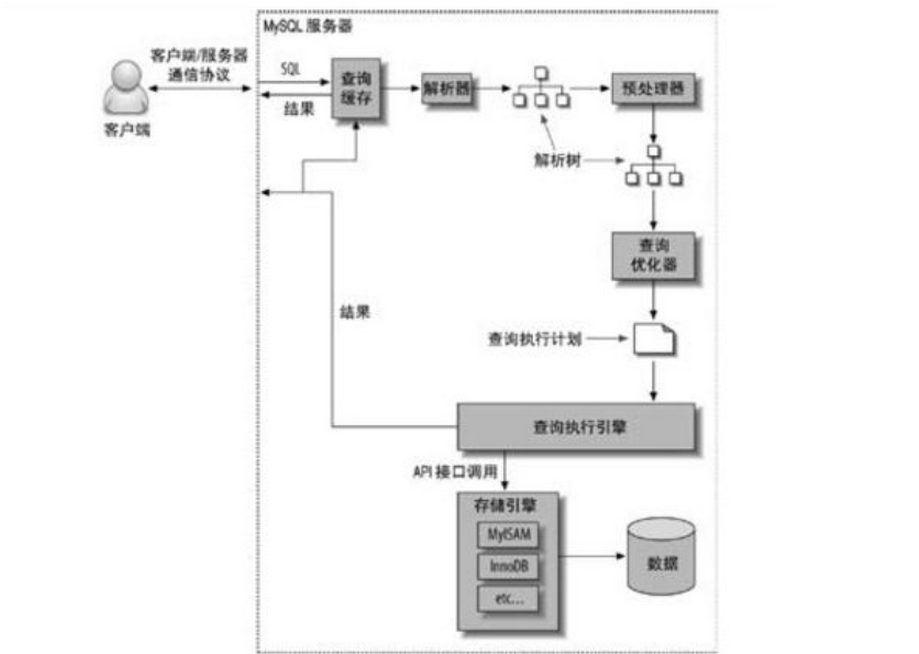 MySQL 服务器
客户端/服务器
通信协议
客户端
SQL
结果
查询
缓存
解析器
预处理器
解析树
查询
优化器
结果
查询执行计划
查询执行引擎
API 接口调用
存储引擎
MyISAM
InnoDB
etc...
数据